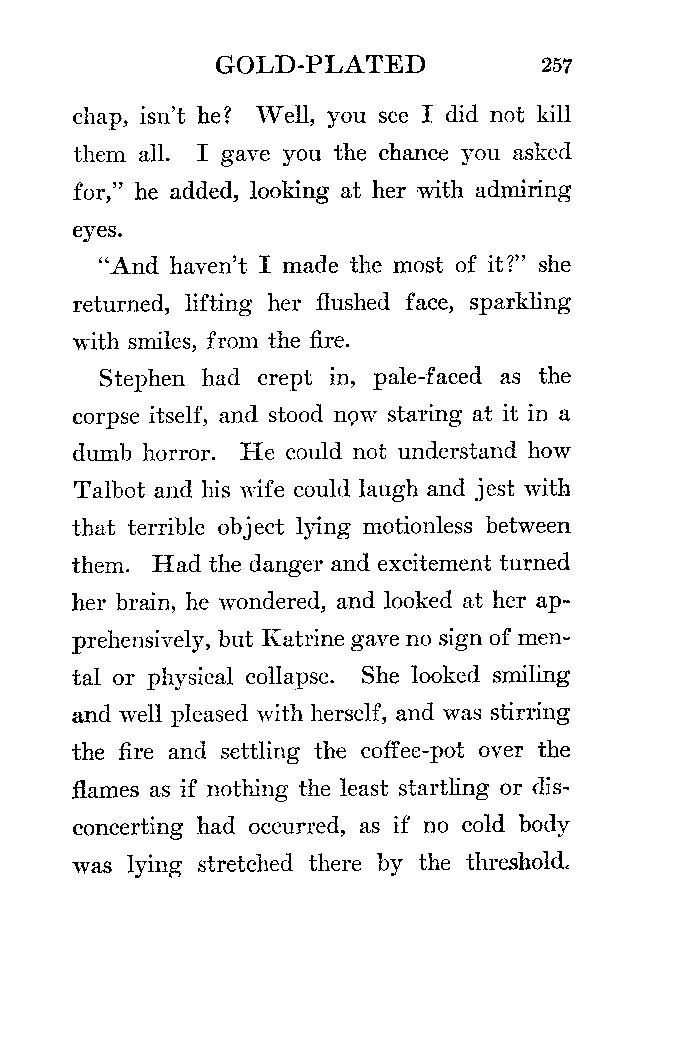 GOLD-PLATED 257
chap, isn't he? Well, you see I did not kill
them all. I gave you the chance you asked
for," he added, looking at her with admiring
eyes.
"And haven't I made the most of it?" she
returned, lifting her flushed face, sparkling
with smiles, from the fire.
Stephen had crept in, pale-faced as the
corpse itself, and stood now staring at it in a
dumb horror. He could not understand how
Talbot and his wife could laugh and jest with
that terrible object lying motionless between
them. Had the danger and excitement turned
her brain, he wondered, and looked at her ap-
prehensively, but Katrine gave no sign of men-
tal or physical collapse. She looked smiling
and well pleased with herself, and was stirring
the fire and settling the coffee-pot over the
flames as if nothing the least startling or dis-
concerting had occurred, as if no cold body
was lying stretched there by the threshold.